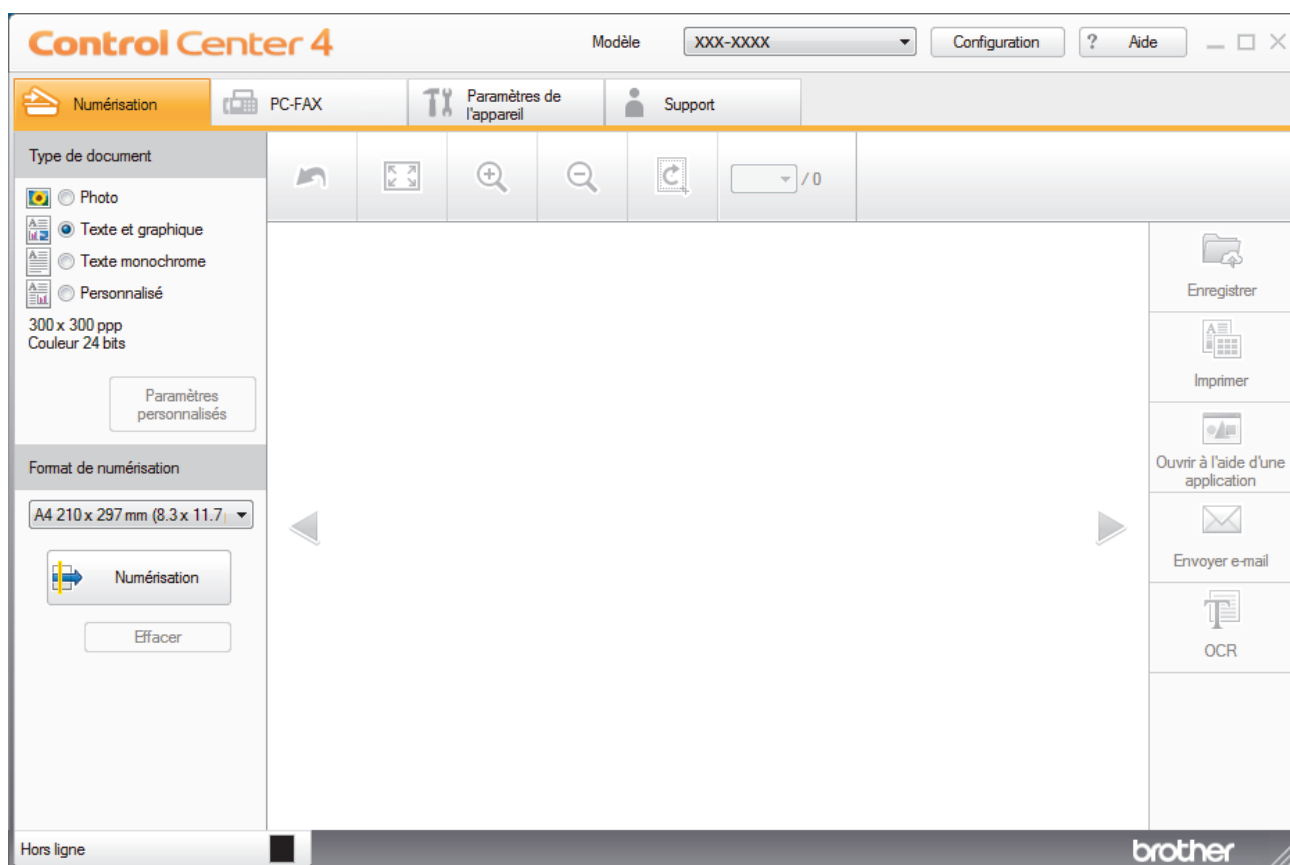 Control Center 4
Modèle
XXX-XXXX
Configuration
? Aide
Numérisation
PC-FAX
Paramètres de
l'appareil
Support
Type de document
/ 0
Photo
Texte et graphique
Texte monochrome
Personnalisé
300 x 300 ppp
Couleur 24 bits
Paramètres
personnalisés
Format de numérisation
A4 210 x 297 mm (8.3 x 11.7
Numérisation
Effacer
Enregistrer
Imprimer
Ouvrir à l'aide d'une
application
Envoyer e-mail
OCR
Hors ligne
brother